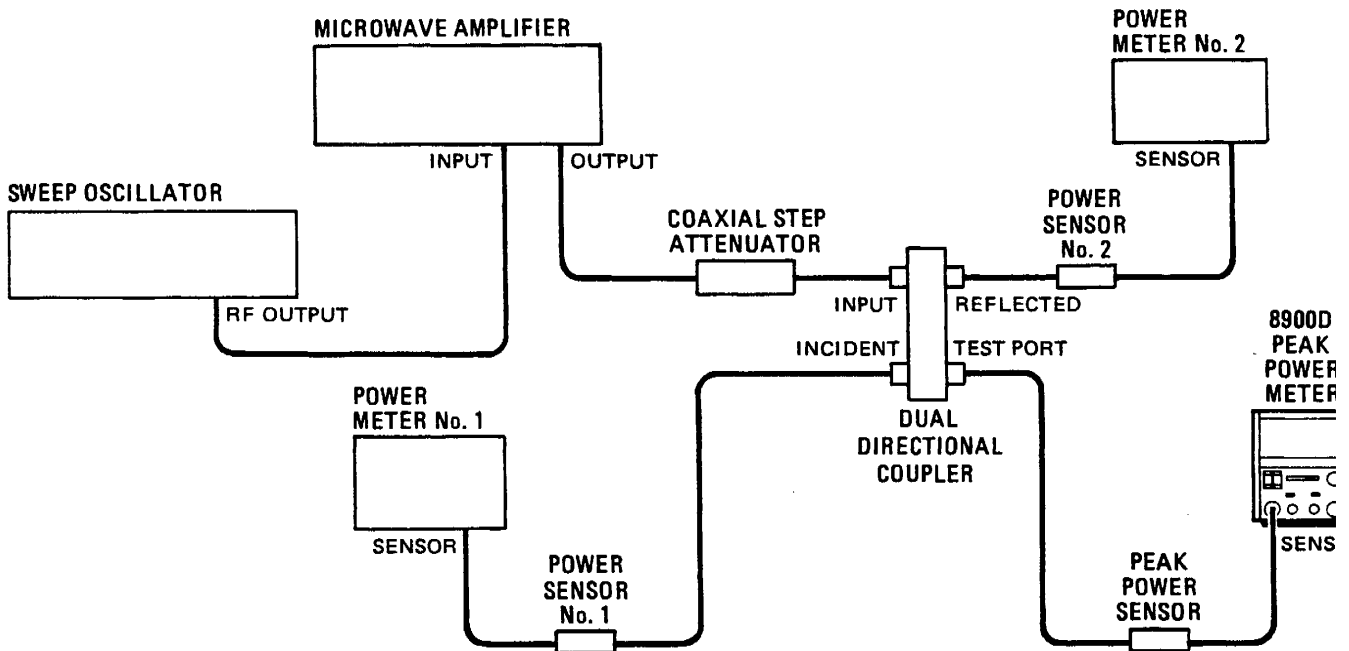 MICROWAVE AMPLIFIER
INPUT
OUTPUT
POWER
METER No. 2
SENSOR
SWEEP OSCILLATOR
RF OUTPUT
COAXIAL STEP
ATTENUATOR
POWER
SENSOR
No. 2
INPUT
REFLECTED
INCIDENT
TEST PORT
DUAL
DIRECTIONAL
COUPLER
8900D
PEAK
POWER
METER
SENS
POWER
METER No. 1
SENSOR
POWER
SENSOR
No. 1
PEAK
POWER
SENSOR